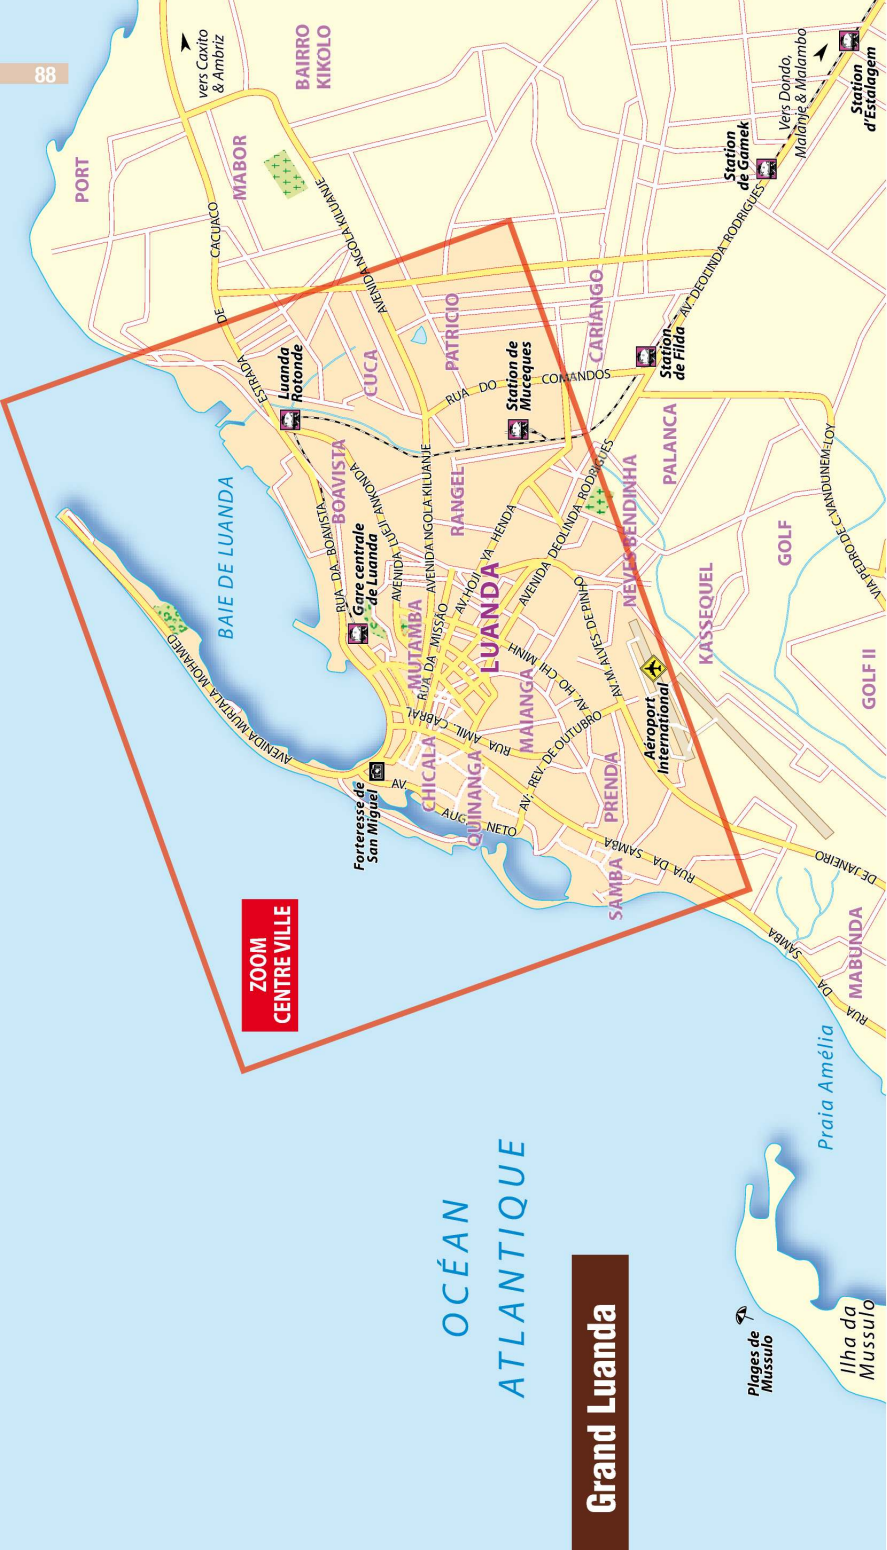 88
Grand Luanda
ZOOM
CENTRE VILLE
OCÉAN
ATLANTIQUE
BAIE DE LUANDA
Praia Amélia
Ilha da
Mussulo
Plages de
Mussulo
vers Caxito
& Ambriz
Vers Dondo,
Malanje & Malambo
PORT
MABOR
BAIRRO
KIKOLO
CUCA
PATRICIO
CARIANGO
BOAVISTA
RANGEL
MUTAMBA
LUANDA
MAIANGA
CHICALA
QUINANGA
PRENDA
SAMBA
NEVES BENDINHA
PALANCA
KASSEQUEL
GOLF
GOLF II
MABUNDA
Luanda
Rotonde
Gare centrale
de Luanda
Station de
Muceques
Station
de Filda
Station
de Gamek
Station
d'Estalagem
Forteresse de
San Miguel
Aéroport
International
ESTRADA DE CACUACO
AVENIDA NGOLA KILUANJE
AVENIDA NGOLA KILUANJE
RUA DO COMANDOS
AV. DEOLINDA RODRIGUES
AVENIDA DEOLINDA RODRIGUES
RUA DA BOAVISTA
AVENIDA LUEJI ANKONDA
RUA DA MISSAO
AV. HOJI YA HENDA
AV. HO CHI MINH
AV. M. ALVES DE PINHO
RUA AMIL. CABRAL
AV. REV. DE OUTUBRO
AV. AUG. NETO
AVENIDA MURTALA MOHAMED
RUA DA SAMBA
RUA DA SAMBA
DE JANEIRO
VIA PEDRO DE C. VANDUNEM-LOY